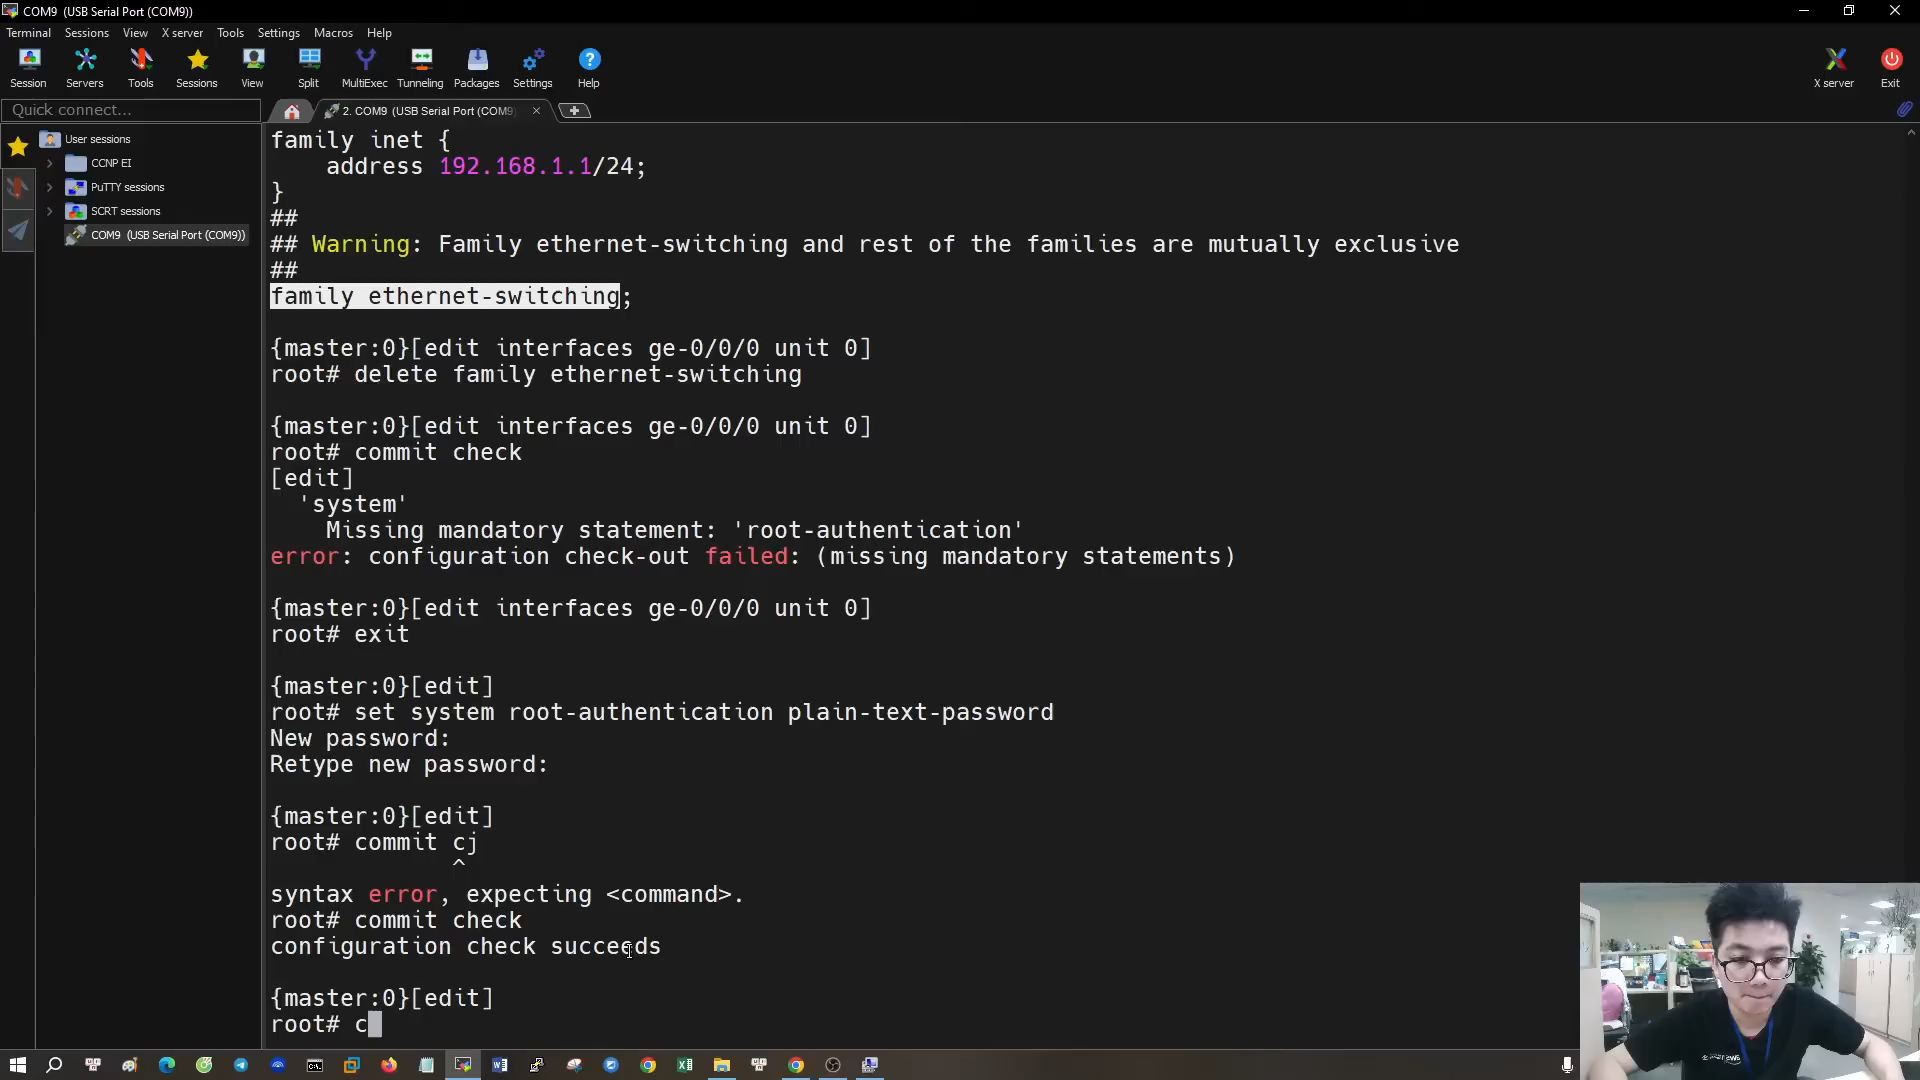 COM9 (USB Serial Port (COM9))
Terminal Sessions View X server Tools Settings Macros Help
Session Servers Tools Sessions View Split MultiExec Tunneling Packages Settings Help X server Exit
Quick connect...
2. COM9 (USB Serial Port (COM9)
User sessions
CCNP EI
PuTTY sessions
SCRT sessions
COM9 (USB Serial Port (COM9))
family inet {
    address 192.168.1.1/24;
}
##
## Warning: Family ethernet-switching and rest of the families are mutually exclusive
##
family ethernet-switching;
{master:0}[edit interfaces ge-0/0/0 unit 0]
root# delete family ethernet-switching
{master:0}[edit interfaces ge-0/0/0 unit 0]
root# commit check
[edit]
  'system'
    Missing mandatory statement: 'root-authentication'
error: configuration check-out failed: (missing mandatory statements)
{master:0}[edit interfaces ge-0/0/0 unit 0]
root# exit
{master:0}[edit]
root# set system root-authentication plain-text-password
New password:
Retype new password:
{master:0}[edit]
root# commit cj
             ^
syntax error, expecting <command>.
root# commit check
configuration check succeeds
{master:0}[edit]
root# c